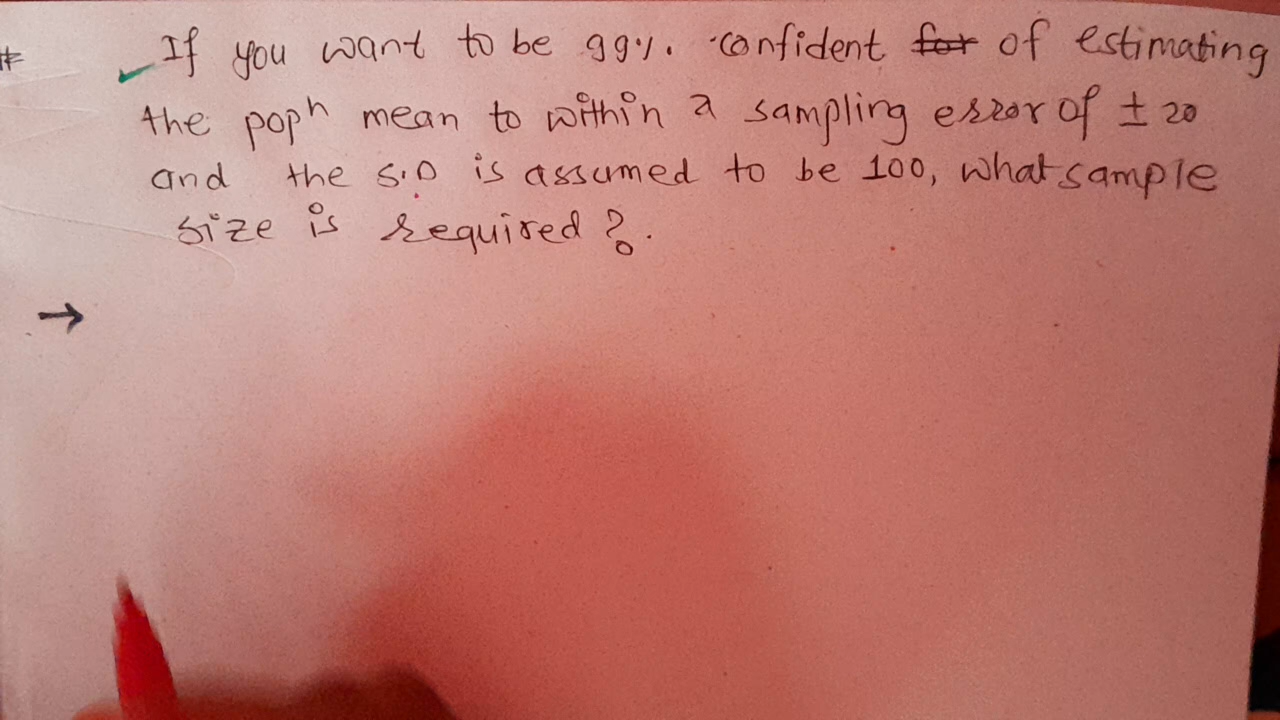 # If you want to be 99%. confident for of estimating
the popn mean to within a sampling error of ± 20
and the S.D is assumed to be 100, what sample
size is required ?.
→